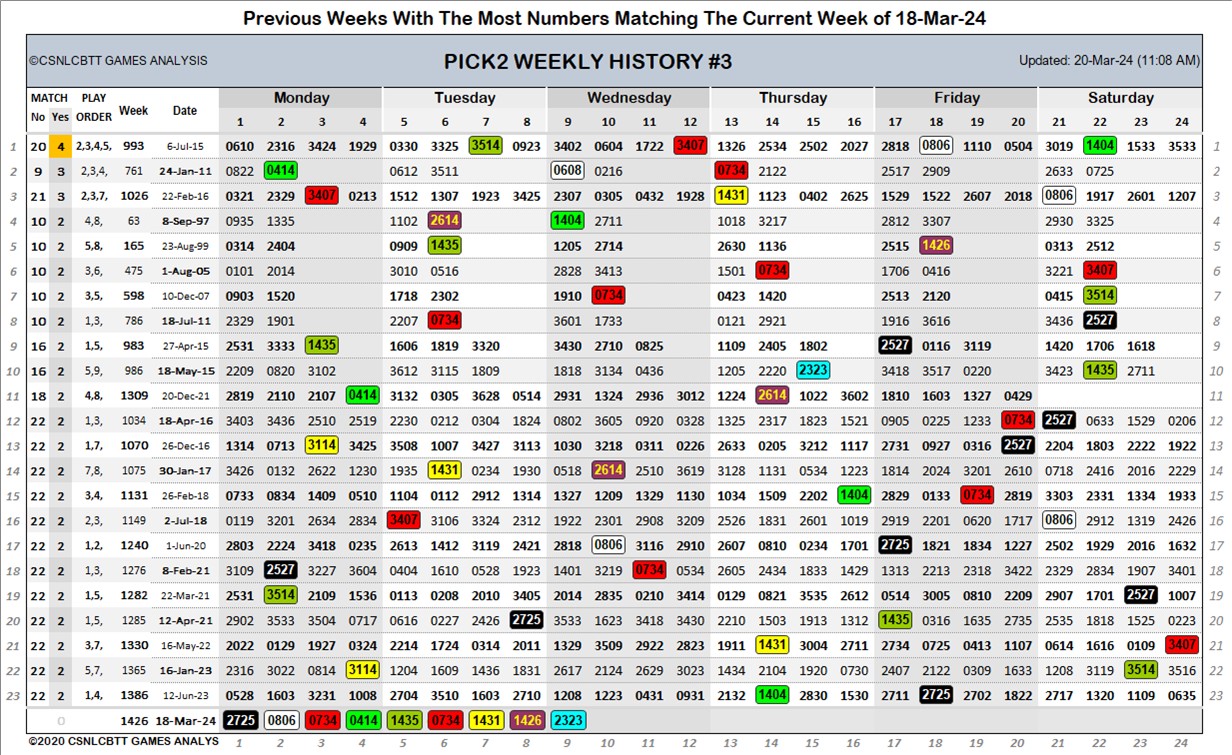 Previous Weeks With The Most Numbers Matching The Current Week of 18-Mar-24
©CSNLCBTT GAMES ANALYSIS PICK2 WEEKLY HISTORY #3 Updated: 20-Mar-24 (11:08 AM)
MATCH PLAY Week Date Monday Tuesday Wednesday Thursday Friday Saturday
No Yes ORDER 1 2 3 4 5 6 7 8 9 10 11 12 13 14 15 16 17 18 19 20 21 22 23 24
1 20 4 2,3,4,5, 993 6-Jul-15 0610 2316 3424 1929 0330 3325 3514 0923 3402 0604 1722 3407 1326 2534 2502 2027 2818 0806 1110 0504 3019 1404 1533 3533 1
2 9 3 2,3,4, 761 24-Jan-11 0822 0414 0612 3511 0608 0216 0734 2122 2517 2909 2633 0725 2
3 21 3 2,3,7, 1026 22-Feb-16 0321 2329 3407 0213 1512 1307 1923 3425 2307 0305 0432 1928 1431 1123 0402 2625 1529 1522 2607 2018 0806 1917 2601 1207 3
4 10 2 4,8, 63 8-Sep-97 0935 1335 1102 2614 1404 2711 1018 3217 2812 3307 2930 3325 4
5 10 2 5,8, 165 23-Aug-99 0314 2404 0909 1435 1205 2714 2630 1136 2515 1426 0313 2512 5
6 10 2 3,6, 475 1-Aug-05 0101 2014 3010 0516 2828 3413 1501 0734 1706 0416 3221 3407 6
7 10 2 3,5, 598 10-Dec-07 0903 1520 1718 2302 1910 0734 0423 1420 2513 2120 0415 3514 7
8 10 2 1,3, 786 18-Jul-11 2329 1901 2207 0734 3601 1733 0121 2921 1916 3616 3436 2527 8
9 16 2 1,5, 983 27-Apr-15 2531 3333 1435 1606 1819 3320 3430 2710 0825 1109 2405 1802 2527 0116 3119 1420 1706 1618 9
10 16 2 5,9, 986 18-May-15 2209 0820 3102 3612 3115 1809 1818 3134 0436 1205 2220 2323 3418 3517 0220 3423 1435 2711 10
11 18 2 4,8, 1309 20-Dec-21 2819 2110 2107 0414 3132 0305 3628 0514 2931 1324 2936 3012 1224 2614 1022 3602 1810 1603 1327 0429 11
12 22 2 1,3, 1034 18-Apr-16 3403 3436 2510 2519 2230 0212 0304 1824 0802 3605 0920 0332 1325 2317 1823 1521 0905 0225 1233 0734 2527 0633 1529 0206 12
13 22 2 1,7, 1070 26-Dec-16 1314 0713 3114 3425 3508 1007 3427 3113 1030 3218 0311 0226 2633 0205 3212 1117 2731 0927 0316 2527 2204 1803 2222 1922 13
14 22 2 7,8, 1075 30-Jan-17 3426 0132 2622 1230 1935 1431 0234 1930 0518 2614 2510 3619 3128 1131 0534 1223 1814 2024 3201 2610 0718 2416 2016 2229 14
15 22 2 3,4, 1131 26-Feb-18 0733 0834 1409 0510 1104 0112 2912 1314 1327 1209 1329 1130 1034 1509 2202 1404 2829 0133 0734 2819 3303 2331 1334 1933 15
16 22 2 2,3, 1149 2-Jul-18 0119 3201 2634 2834 3407 3106 3324 2312 1922 2301 2908 3209 2526 1831 2601 1019 2919 2201 0620 1717 0806 2912 1319 2426 16
17 22 2 1,2, 1240 1-Jun-20 2803 2224 3418 0235 2613 1412 3119 2421 2818 0806 3116 2910 2607 0810 0234 1701 2725 1821 1834 1227 2502 1929 2016 1632 17
18 22 2 1,3, 1276 8-Feb-21 3109 2527 3227 3604 0404 1610 0528 1923 1401 3219 0734 0534 2605 2434 1833 1429 1313 2213 2318 3422 2329 2834 1907 3401 18
19 22 2 1,5, 1282 22-Mar-21 2531 3514 2109 1536 0113 0208 2010 3405 2014 2835 0210 3414 0129 0821 3535 2612 0514 3005 0810 2209 2907 1701 2527 1007 19
20 22 2 1,5, 1285 12-Apr-21 2902 3533 3504 0717 0616 0227 2426 2725 3533 1623 3418 3430 2210 1503 1913 1312 1435 0316 1635 2735 2535 1818 1525 0223 20
21 22 2 3,7, 1330 16-May-22 2022 0129 1927 0324 2214 1724 1814 2011 1329 3509 2922 2823 1911 1431 3004 2711 2734 0725 0413 1107 0614 1616 0109 3407 21
22 22 2 5,7, 1365 16-Jan-23 2316 3022 0814 3114 1204 1609 1436 1831 2617 2124 2629 3023 1434 2104 1920 0730 2407 2122 0309 1633 1208 3119 3514 3516 22
23 22 2 1,4, 1386 12-Jun-23 0528 1603 3231 1008 2704 3510 1603 2710 1208 1223 0431 0931 2132 1404 2830 1530 2711 2725 2702 1822 2717 1320 1109 0635 23
0 1426 18-Mar-24 2725 0806 0734 0414 1435 0734 1431 1426 2323
©2020 CSNLCBTT GAMES ANALYS 1 2 3 4 5 6 7 8 9 10 11 12 13 14 15 16 17 18 19 20 21 22 23 24